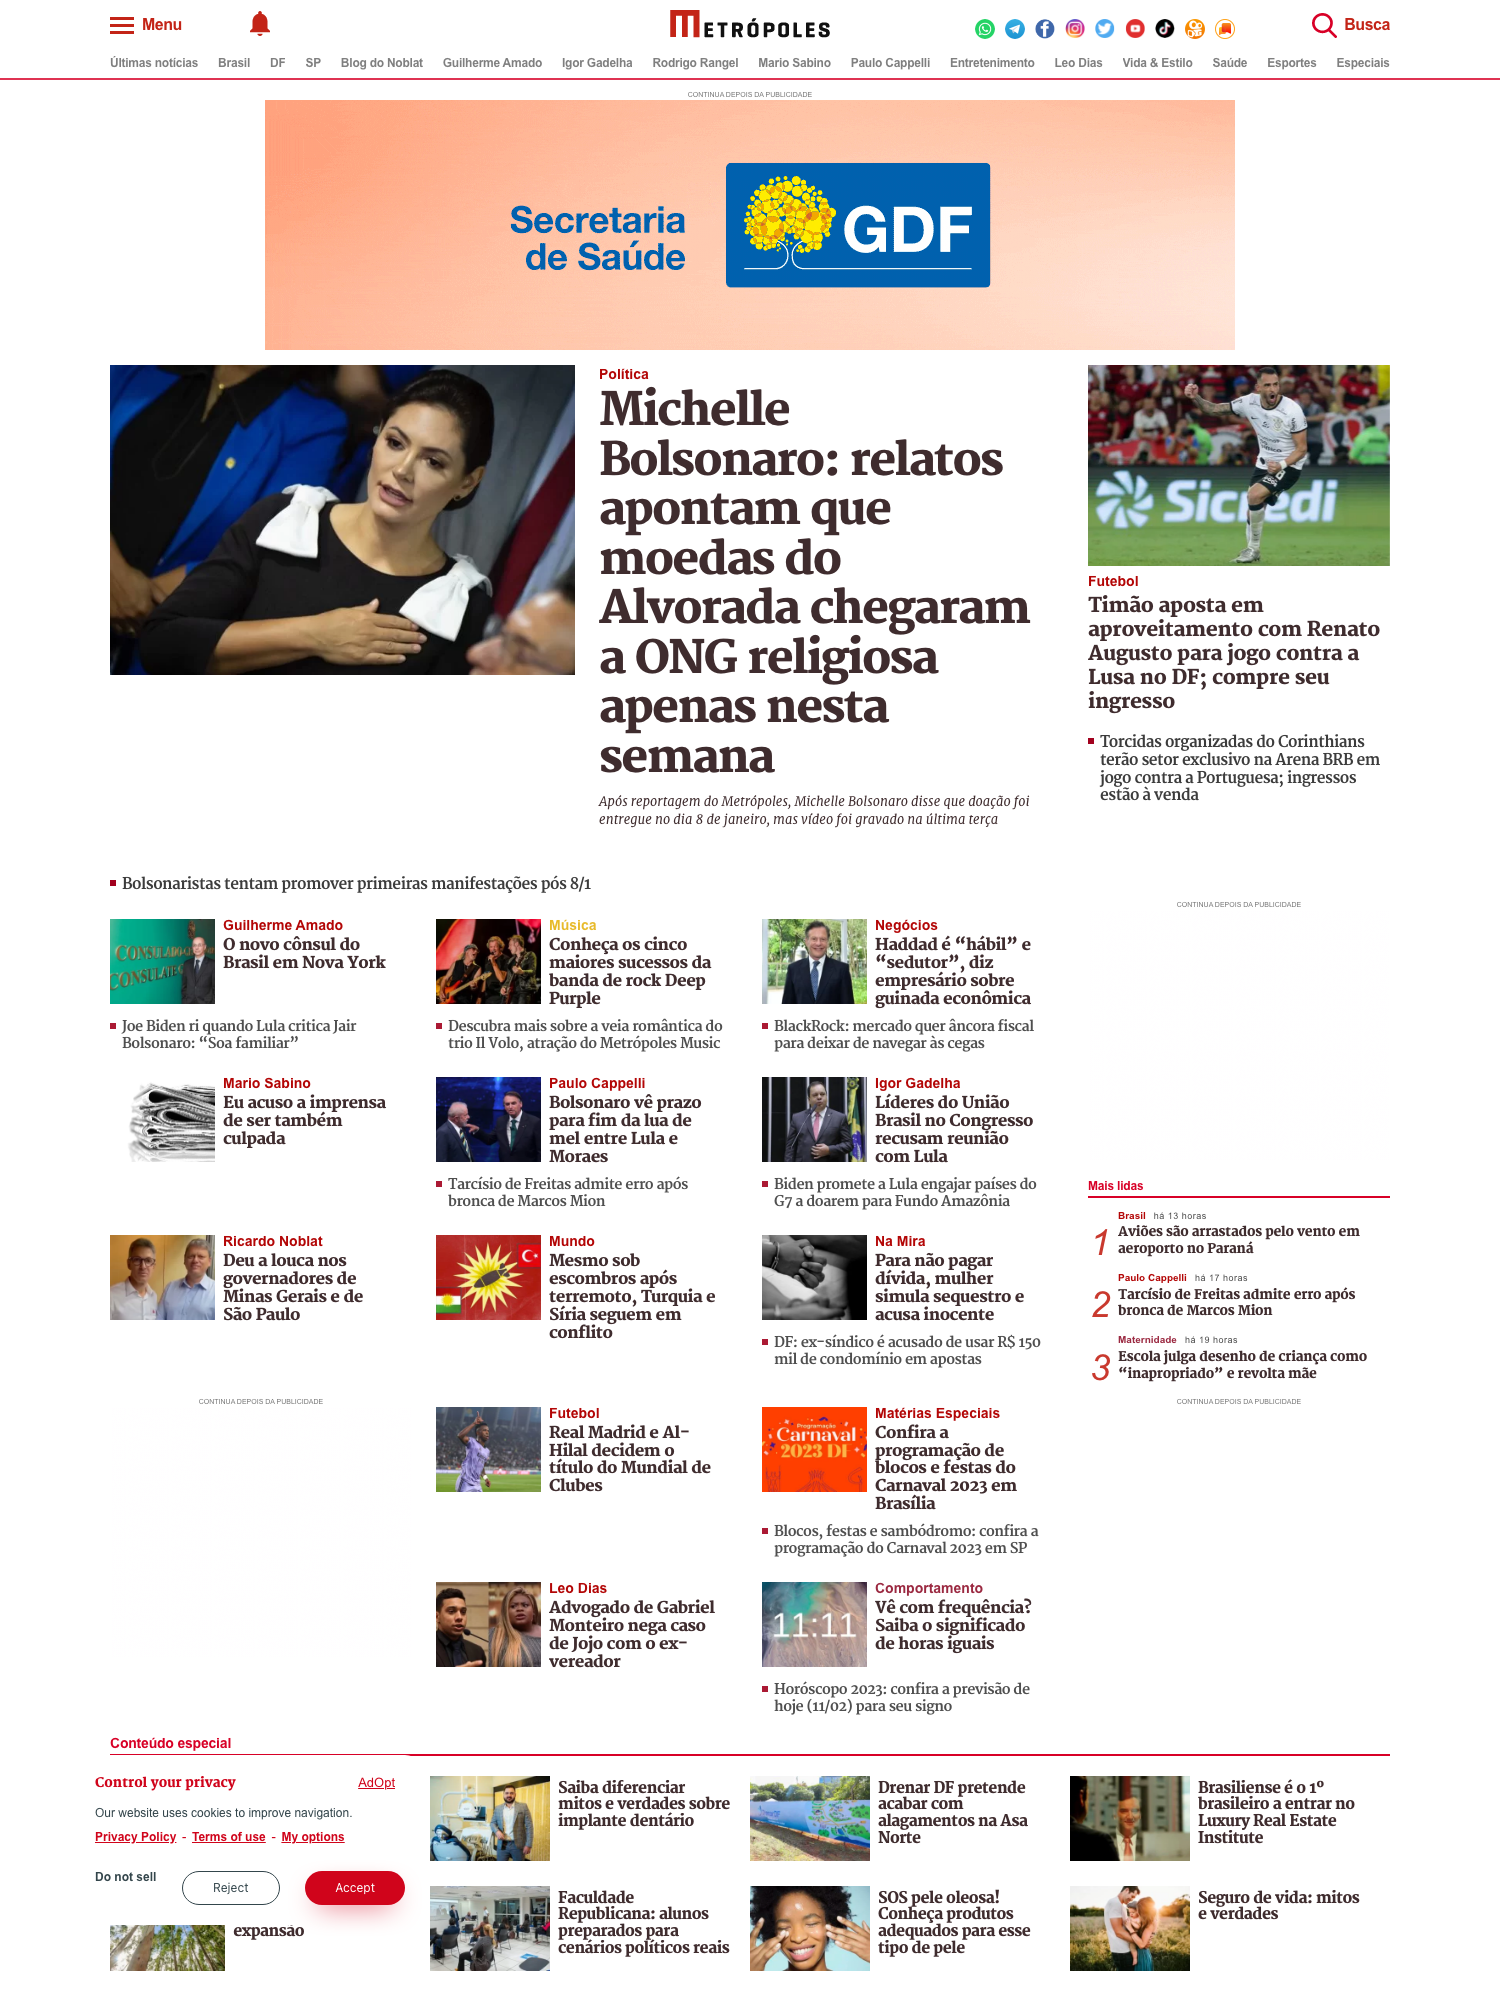 Menu
METRÓPOLES
Busca
Últimas notícias Brasil DF SP Blog do Noblat Guilherme Amado Igor Gadelha Rodrigo Rangel Mario Sabino Paulo Cappelli Entretenimento Leo Dias Vida & Estilo Saúde Esportes Especiais
CONTINUA DEPOIS DA PUBLICIDADE
Secretaria
de Saúde
GDF
Política
Michelle
Bolsonaro: relatos
apontam que
moedas do
Alvorada chegaram
a ONG religiosa
apenas nesta
semana
Após reportagem do Metrópoles, Michelle Bolsonaro disse que doação foi
entregue no dia 8 de janeiro, mas vídeo foi gravado na última terça
Sicredi
Futebol
Timão aposta em
aproveitamento com Renato
Augusto para jogo contra a
Lusa no DF; compre seu
ingresso
Torcidas organizadas do Corinthians
terão setor exclusivo na Arena BRB em
jogo contra a Portuguesa; ingressos
estão à venda
Bolsonaristas tentam promover primeiras manifestações pós 8/1
CONTINUA DEPOIS DA PUBLICIDADE
Guilherme Amado
O novo cônsul do
Brasil em Nova York
Joe Biden ri quando Lula critica Jair
Bolsonaro: “Soa familiar”
Música
Conheça os cinco
maiores sucessos da
banda de rock Deep
Purple
Descubra mais sobre a veia romântica do
trio Il Volo, atração do Metrópoles Music
Negócios
Haddad é “hábil” e
“sedutor”, diz
empresário sobre
guinada econômica
BlackRock: mercado quer âncora fiscal
para deixar de navegar às cegas
Mario Sabino
Eu acuso a imprensa
de ser também
culpada
Paulo Cappelli
Bolsonaro vê prazo
para fim da lua de
mel entre Lula e
Moraes
Tarcísio de Freitas admite erro após
bronca de Marcos Mion
Igor Gadelha
Líderes do União
Brasil no Congresso
recusam reunião
com Lula
Biden promete a Lula engajar países do
G7 a doarem para Fundo Amazônia
Mais lidas
Brasil há 13 horas
1
Aviões são arrastados pelo vento em
aeroporto no Paraná
Paulo Cappelli há 17 horas
2
Tarcísio de Freitas admite erro após
bronca de Marcos Mion
Maternidade há 19 horas
3
Escola julga desenho de criança como
“inapropriado” e revolta mãe
Ricardo Noblat
Deu a louca nos
governadores de
Minas Gerais e de
São Paulo
Mundo
Mesmo sob
escombros após
terremoto, Turquia e
Síria seguem em
conflito
Na Mira
Para não pagar
dívida, mulher
simula sequestro e
acusa inocente
DF: ex-síndico é acusado de usar R$ 150
mil de condomínio em apostas
CONTINUA DEPOIS DA PUBLICIDADE
CONTINUA DEPOIS DA PUBLICIDADE
Futebol
Real Madrid e Al-
Hilal decidem o
título do Mundial de
Clubes
Programação
Carnaval
2023 DF
Matérias Especiais
Confira a
programação de
blocos e festas do
Carnaval 2023 em
Brasília
Blocos, festas e sambódromo: confira a
programação do Carnaval 2023 em SP
Leo Dias
Advogado de Gabriel
Monteiro nega caso
de Jojo com o ex-
vereador
11:11
Comportamento
Vê com frequência?
Saiba o significado
de horas iguais
Horóscopo 2023: confira a previsão de
hoje (11/02) para seu signo
Conteúdo especial
Control your privacy
AdOpt
Our website uses cookies to improve navigation.
Privacy Policy - Terms of use - My options
Do not sell
Reject
Accept
expansão
Saiba diferenciar
mitos e verdades sobre
implante dentário
Drenar DF pretende
acabar com
alagamentos na Asa
Norte
Brasiliense é o 1º
brasileiro a entrar no
Luxury Real Estate
Institute
Faculdade
Republicana: alunos
preparados para
cenários políticos reais
SOS pele oleosa!
Conheça produtos
adequados para esse
tipo de pele
Seguro de vida: mitos
e verdades